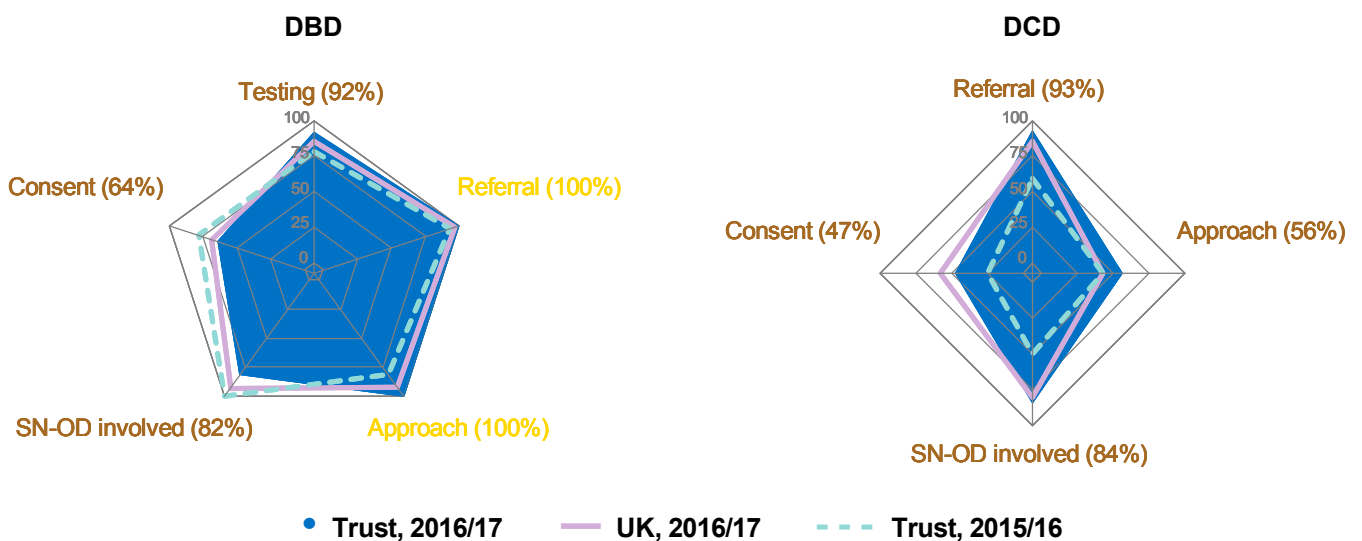 DBD
Testing (92%)
100
75
50
25
0
Consent (64%)
Referral (100%)
SN-OD involved (82%)
Approach (100%)
DCD
Referral (93%)
100
75
50
25
0
Consent (47%)
Approach (56%)
SN-OD involved (84%)
Trust, 2016/17
UK, 2016/17
Trust, 2015/16